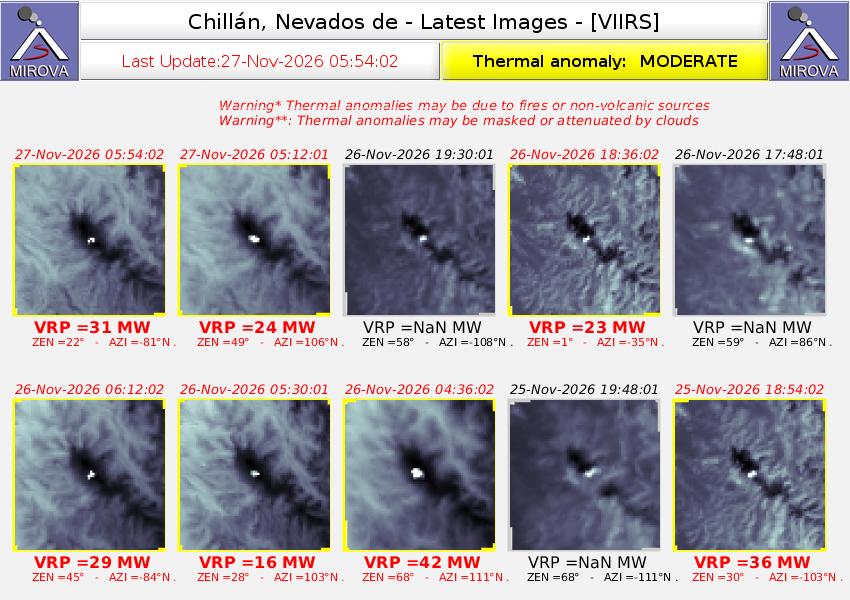 Chillán, Nevados de - Latest Images - [VIIRS]
MIROVA
Last Update:27-Nov-2026 05:54:02
Thermal anomaly: MODERATE
MIROVA
Warning* Thermal anomalies may be due to fires or non-volcanic sources
Warning**: Thermal anomalies may be masked or attenuated by clouds
27-Nov-2026 05:54:02 27-Nov-2026 05:12:01 26-Nov-2026 19:30:01 26-Nov-2026 18:36:02 26-Nov-2026 17:48:01
VRP =31 MW VRP =24 MW VRP =NaN MW VRP =23 MW VRP =NaN MW
ZEN =22° - AZI =-81°N . ZEN =49° - AZI =106°N . ZEN =58° - AZI =-108°N . ZEN =1° - AZI =-35°N . ZEN =59° - AZI =86°N .
26-Nov-2026 06:12:02 26-Nov-2026 05:30:01 26-Nov-2026 04:36:02 25-Nov-2026 19:48:01 25-Nov-2026 18:54:02
VRP =29 MW VRP =16 MW VRP =42 MW VRP =NaN MW VRP =36 MW
ZEN =45° - AZI =-84°N . ZEN =28° - AZI =103°N . ZEN =68° - AZI =111°N . ZEN =68° - AZI =-111°N . ZEN =30° - AZI =-103°N .